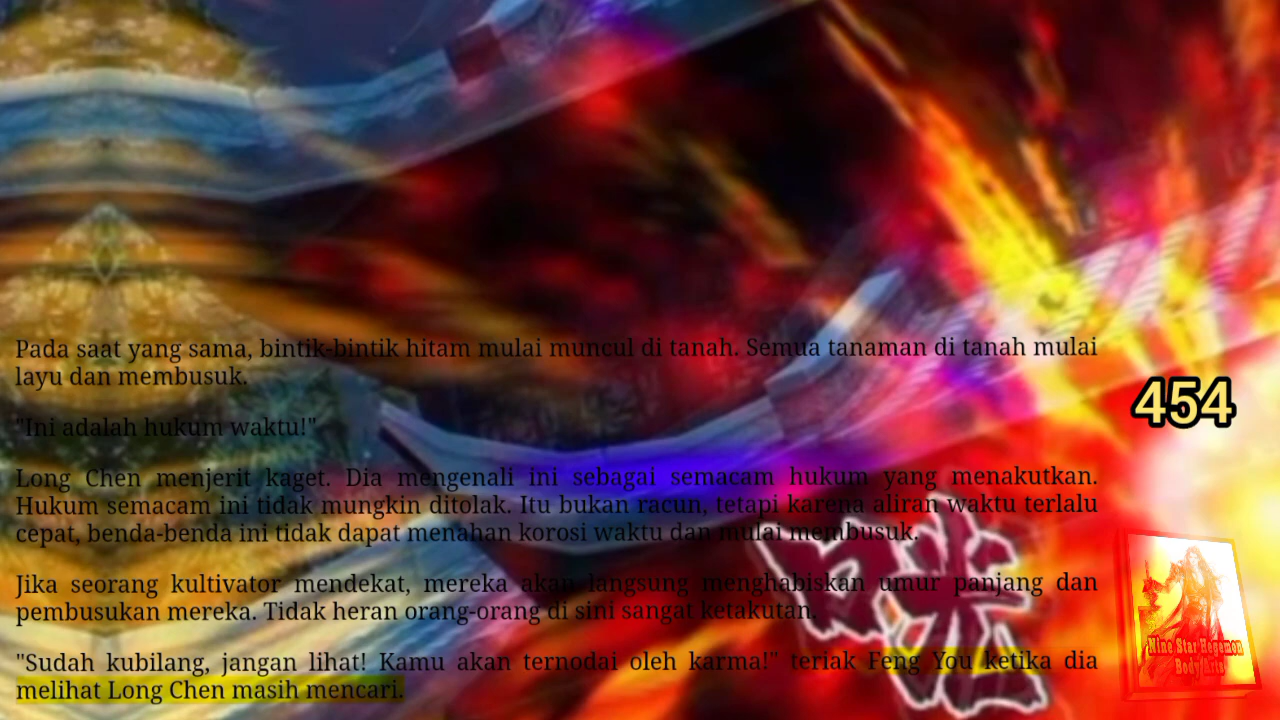 Pada saat yang sama, bintik-bintik hitam mulai muncul di tanah. Semua tanaman di tanah mulai
layu dan membusuk.
"Ini adalah hukum waktu!"
Long Chen menjerit kaget. Dia mengenali ini sebagai semacam hukum yang menakutkan.
Hukum semacam ini tidak mungkin ditolak. Itu bukan racun, tetapi karena aliran waktu terlalu
cepat, benda-benda ini tidak dapat menahan korosi waktu dan mulai membusuk.
Jika seorang kultivator mendekat, mereka akan langsung menghabiskan umur panjang dan
pembusukan mereka. Tidak heran orang-orang di sini sangat ketakutan.
"Sudah kubilang, jangan lihat! Kamu akan ternodai oleh karma!" teriak Feng You ketika dia
melihat Long Chen masih mencari.
454
Nine Star Hegemon
Body Arts